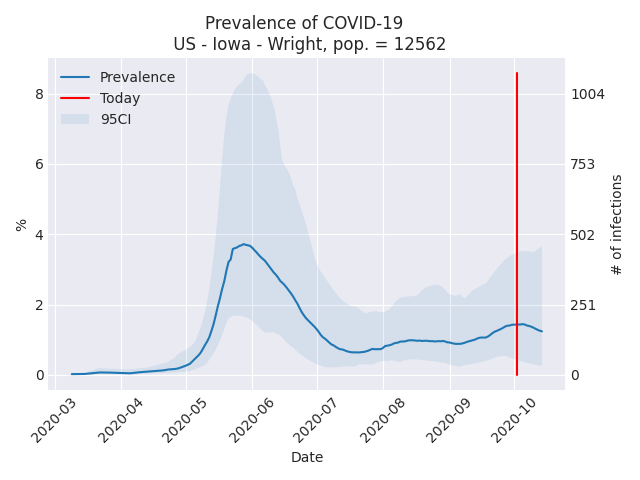 Prevalence of COVID-19
US - Iowa - Wright, pop. = 12562
Prevalence
Today
95CI
%
8
6
4
2
0
1004
753
502
251
0
# of infections
2020-03
2020-04
2020-05
2020-06
2020-07
2020-08
2020-09
2020-10
Date